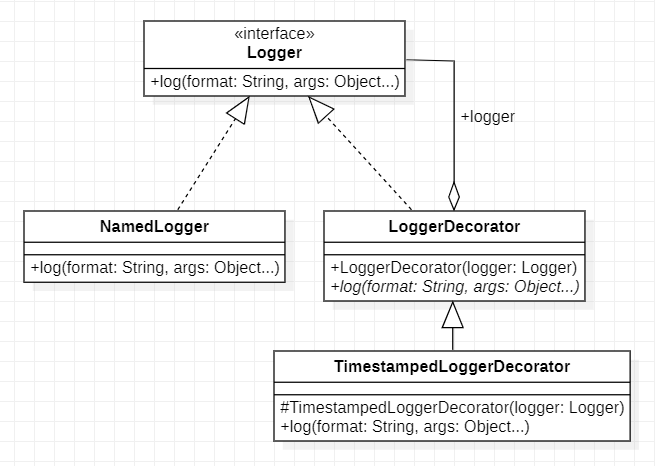 «interface»
Logger
+log(format: String, args: Object...)
+logger
NamedLogger
+log(format: String, args: Object...)
LoggerDecorator
+LoggerDecorator(logger: Logger)
+log(format: String, args: Object...)
TimestampedLoggerDecorator
#TimestampedLoggerDecorator(logger: Logger)
+log(format: String, args: Object...)